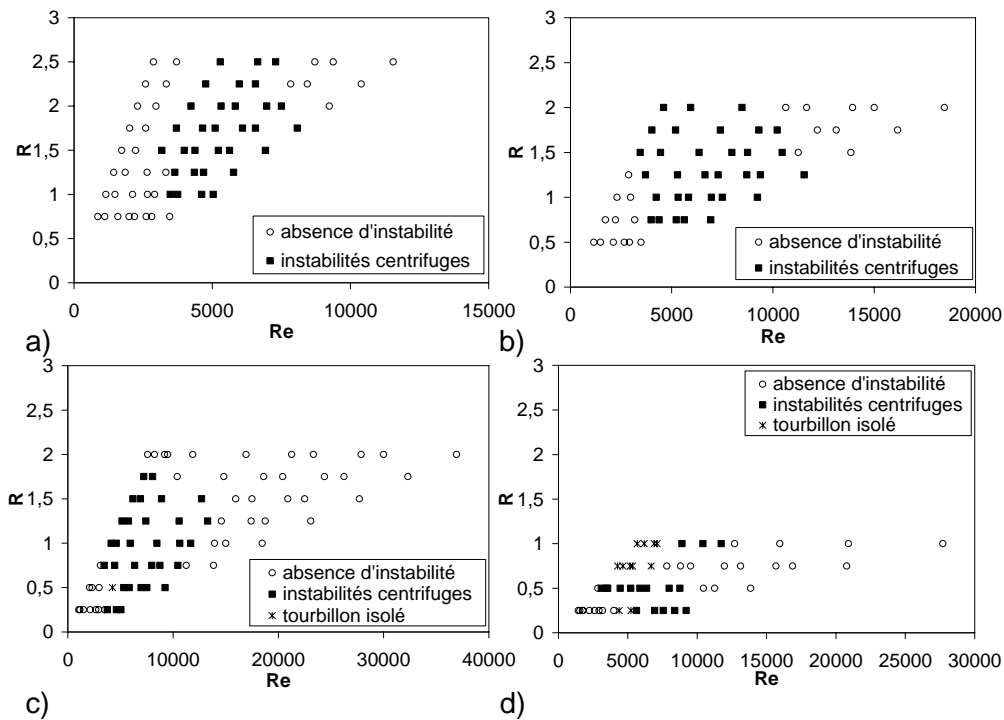 3
2,5
2
1,5
1
0,5
0
R
0 5000 10000 15000
Re
absence d'instabilité
instabilités centrifuges
a)
3
2,5
2
1,5
1
0,5
0
R
0 5000 10000 15000 20000
Re
absence d'instabilité
instabilités centrifuges
b)
3
2,5
2
1,5
1
0,5
0
R
0 10000 20000 30000 40000
Re
absence d'instabilité
instabilités centrifuges
tourbillon isolé
c)
3
2,5
2
1,5
1
0,5
0
R
0 5000 10000 15000 20000 25000 30000
Re
absence d'instabilité
instabilités centrifuges
tourbillon isolé
d)